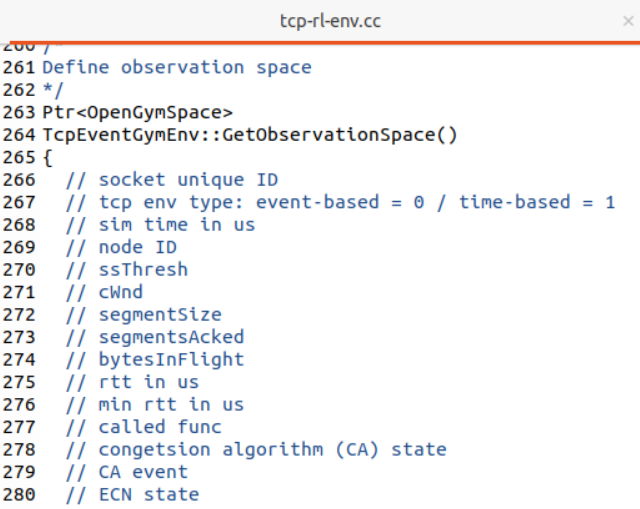 tcp-rl-env.cc ×
260 /*
261 Define observation space
262 */
263 Ptr<OpenGymSpace>
264 TcpEventGymEnv::GetObservationSpace()
265 {
266 // socket unique ID
267 // tcp env type: event-based = 0 / time-based = 1
268 // sim time in us
269 // node ID
270 // ssThresh
271 // cWnd
272 // segmentSize
273 // segmentsAcked
274 // bytesInFlight
275 // rtt in us
276 // min rtt in us
277 // called func
278 // congetsion algorithm (CA) state
279 // CA event
280 // ECN state